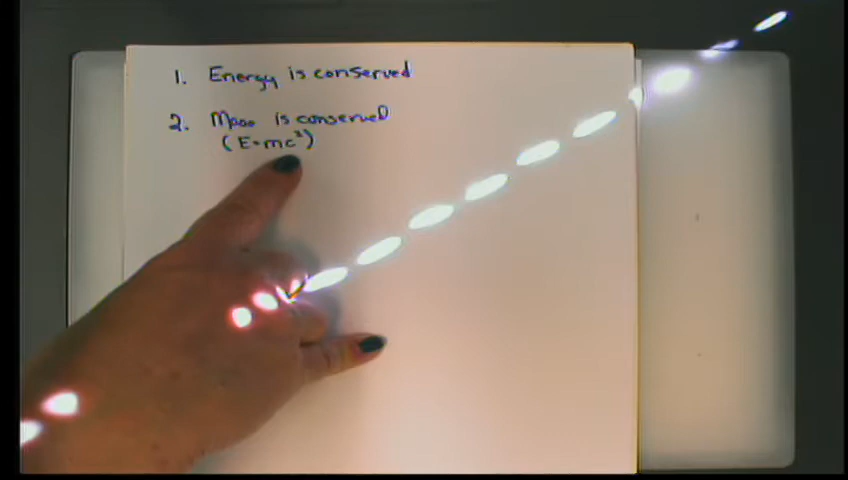 1. Energy is conserved
2. Mass is conserved
(E=mc²)